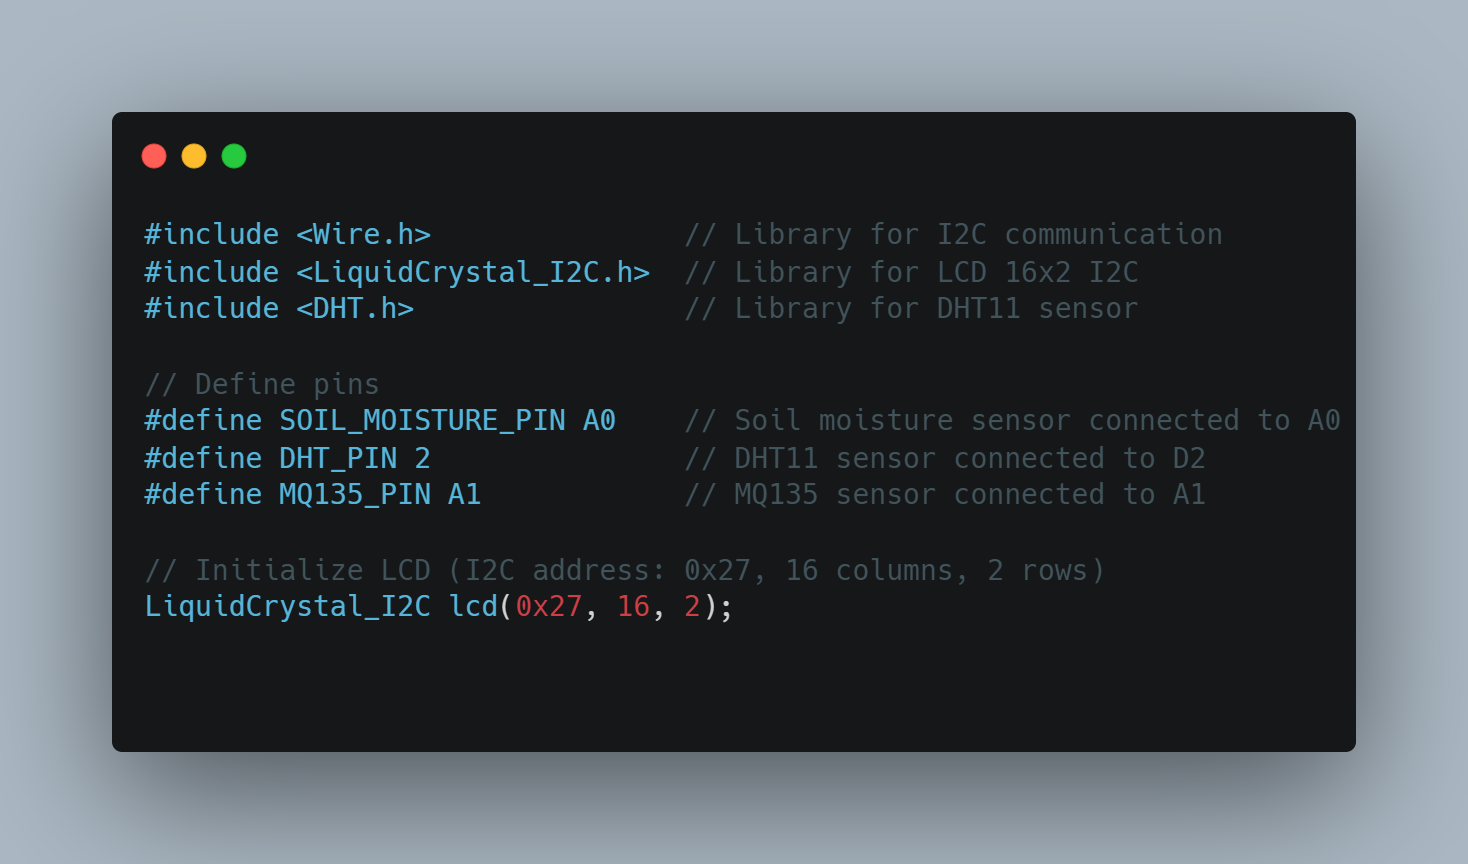 #include <Wire.h>                // Library for I2C communication
#include <LiquidCrystal_I2C.h>  // Library for LCD 16x2 I2C
#include <DHT.h>                // Library for DHT11 sensor

// Define pins
#define SOIL_MOISTURE_PIN A0    // Soil moisture sensor connected to A0
#define DHT_PIN 2               // DHT11 sensor connected to D2
#define MQ135_PIN A1            // MQ135 sensor connected to A1

// Initialize LCD (I2C address: 0x27, 16 columns, 2 rows)
LiquidCrystal_I2C lcd(0x27, 16, 2);